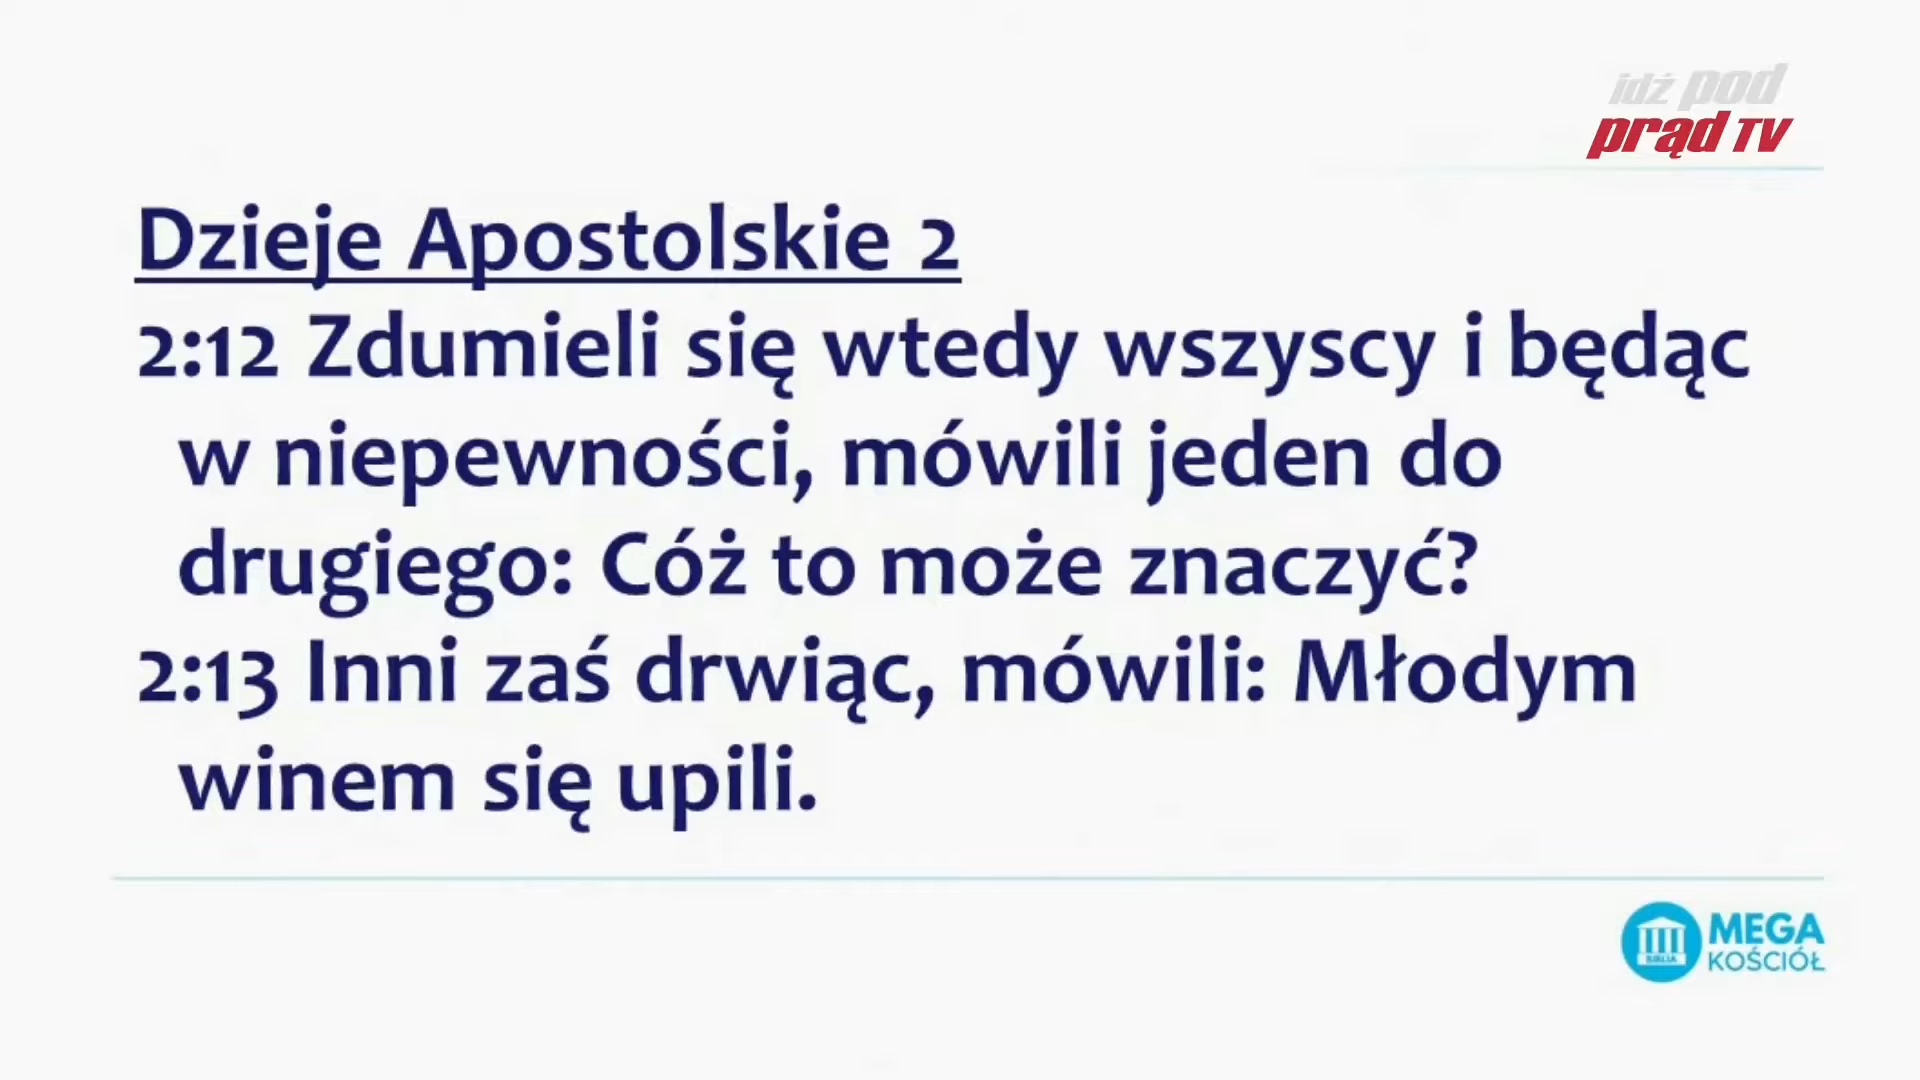 idź pod
prąd TV
Dzieje Apostolskie 2
2:12 Zdumieli się wtedy wszyscy i będąc
w niepewności, mówili jeden do
drugiego: Cóż to może znaczyć?
2:13 Inni zaś drwiąc, mówili: Młodym
winem się upili.
BIBLIA
MEGA
KOŚCIÓŁ